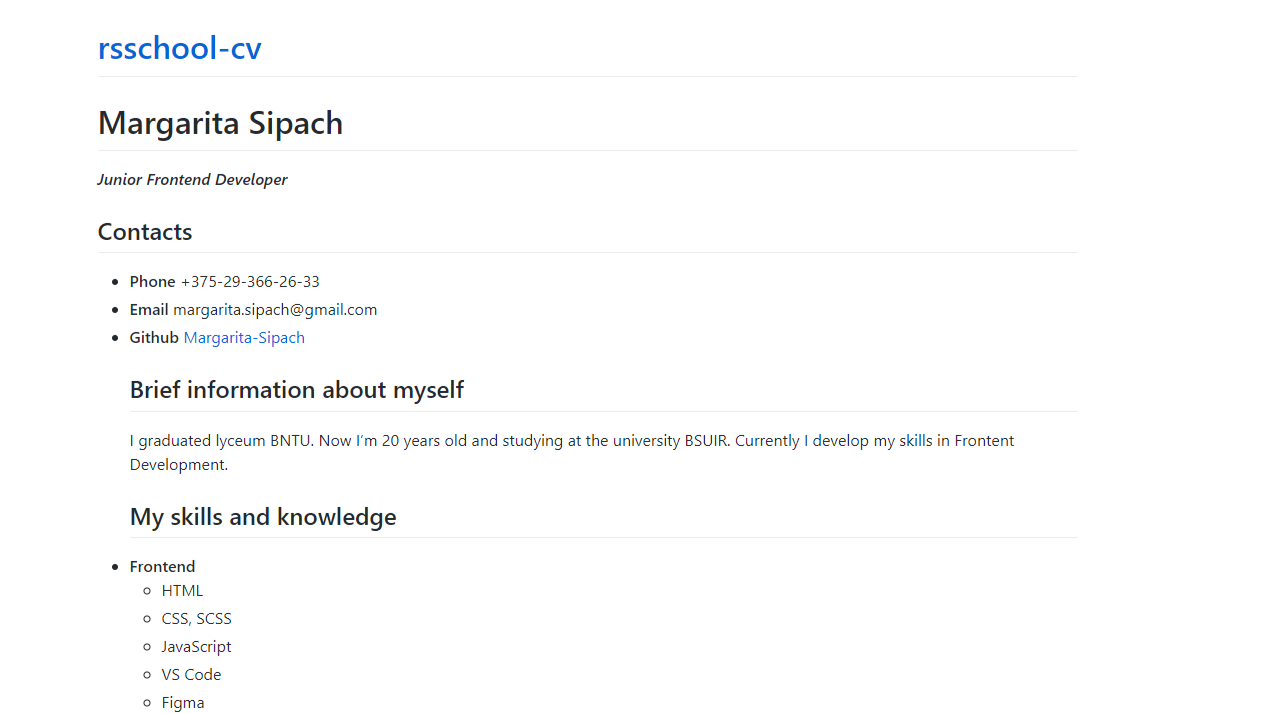 rsschool-cv
Margarita Sipach
Junior Frontend Developer
Contacts
Phone +375-29-366-26-33
Email margarita.sipach@gmail.com
Github Margarita-Sipach
Brief information about myself
I graduated lyceum BNTU. Now I’m 20 years old and studying at the university BSUIR. Currently I develop my skills in Frontent
Development.
My skills and knowledge
Frontend
HTML
CSS, SCSS
JavaScript
VS Code
Figma